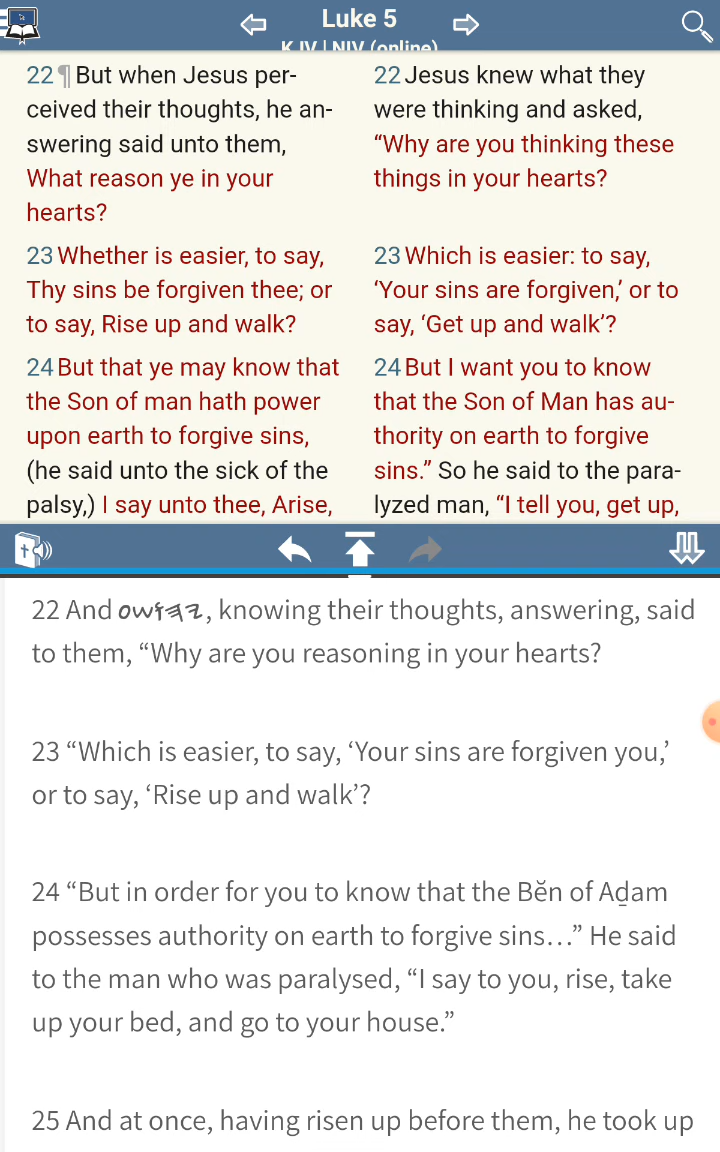 Luke 5
KJV | NIV (online)
22 ¶ But when Jesus per-
ceived their thoughts, he an-
swering said unto them,
What reason ye in your
hearts?
23 Whether is easier, to say,
Thy sins be forgiven thee; or
to say, Rise up and walk?
24 But that ye may know that
the Son of man hath power
upon earth to forgive sins,
(he said unto the sick of the
palsy,) I say unto thee, Arise,
22 Jesus knew what they
were thinking and asked,
“Why are you thinking these
things in your hearts?
23 Which is easier: to say,
‘Your sins are forgiven,’ or to
say, ‘Get up and walk’?
24 But I want you to know
that the Son of Man has au-
thority on earth to forgive
sins.” So he said to the para-
lyzed man, “I tell you, get up,
22 And 𐤉𐤄𐤅𐤔𐤏, knowing their thoughts, answering, said
to them, “Why are you reasoning in your hearts?
23 “Which is easier, to say, ‘Your sins are forgiven you,’
or to say, ‘Rise up and walk’?
24 “But in order for you to know that the Bĕn of Aḏam
possesses authority on earth to forgive sins…” He said
to the man who was paralysed, “I say to you, rise, take
up your bed, and go to your house.”
25 And at once, having risen up before them, he took up